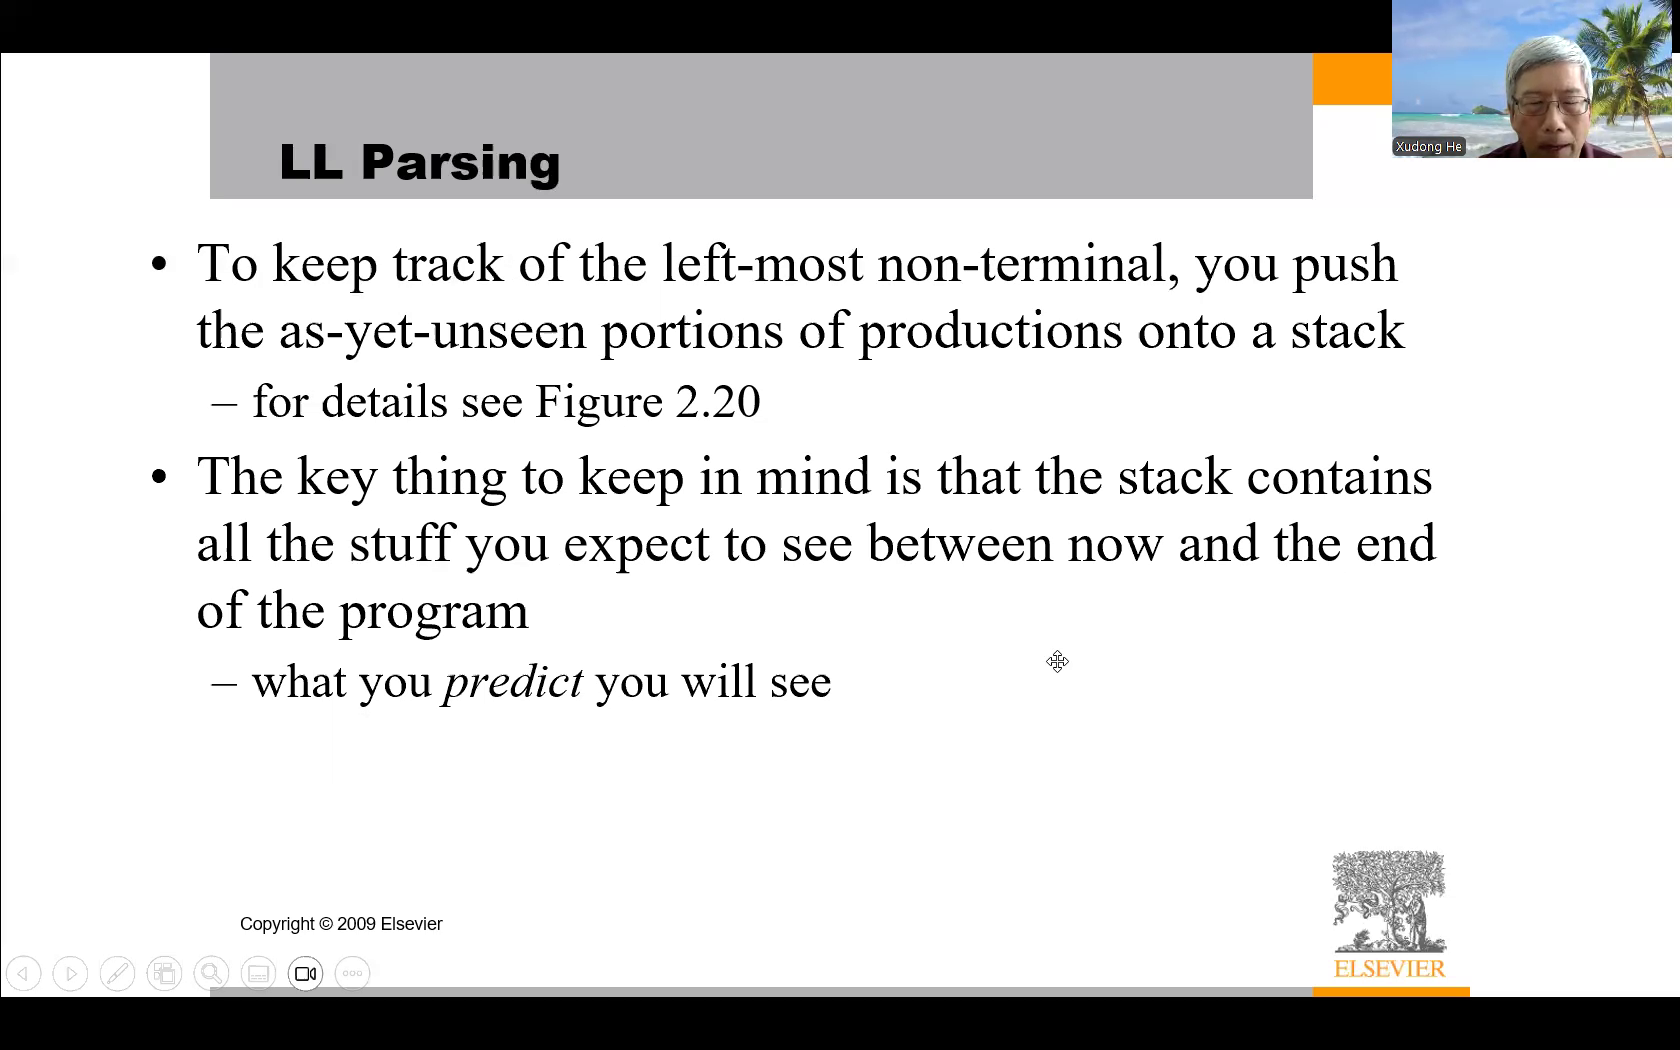 Xudong He
LL Parsing
• To keep track of the left-most non-terminal, you push
the as-yet-unseen portions of productions onto a stack
– for details see Figure 2.20
• The key thing to keep in mind is that the stack contains
all the stuff you expect to see between now and the end
of the program
– what you predict you will see
Copyright © 2009 Elsevier
ELSEVIER